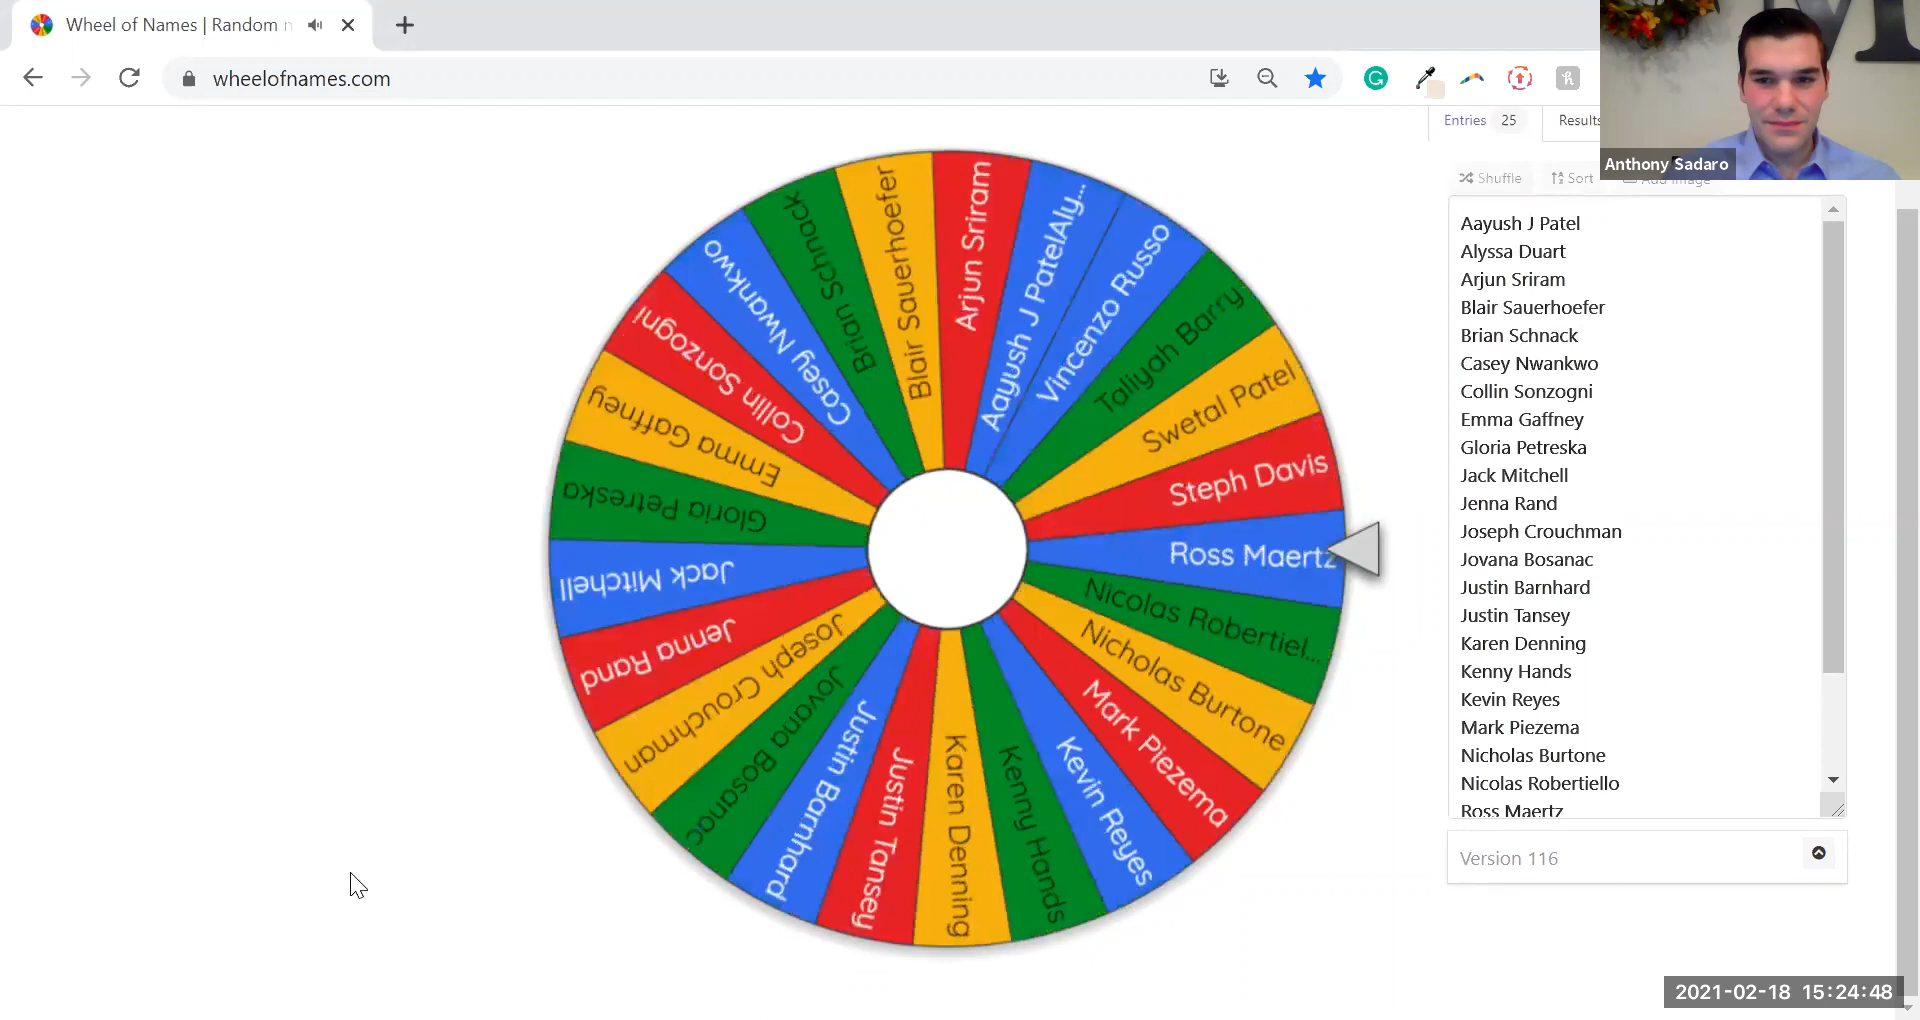 Wheel of Names | Random n
wheelofnames.com
Entries 25
Results
Anthony Sadaro
Shuffle
Sort
Add image
Aayush J Patel
Alyssa Duart
Arjun Sriram
Blair Sauerhoefer
Brian Schnack
Casey Nwankwo
Collin Sonzogni
Emma Gaffney
Gloria Petreska
Jack Mitchell
Jenna Rand
Joseph Crouchman
Jovana Bosanac
Justin Barnhard
Justin Tansey
Karen Denning
Kenny Hands
Kevin Reyes
Mark Piezema
Nicholas Burtone
Nicolas Robertiello
Ross Maertz
Version 116
Arjun Sriram
Aayush J PatelAly...
Vincenzo Russo
Taliyah Barry
Swetal Patel
Steph Davis
Ross Maertz
Nicolas Robertiel...
Nicholas Burtone
Mark Piezema
Kevin Reyes
Kenny Hands
Karen Denning
Justin Tansey
Justin Barnhard
Jovana Bosanac
Joseph Crouchman
Jenna Rand
Jack Mitchell
Gloria Petreska
Emma Gaffney
Collin Sonzogni
Casey Nwankwo
Brian Schnack
Blair Sauerhoefer
2021-02-18 15:24:48